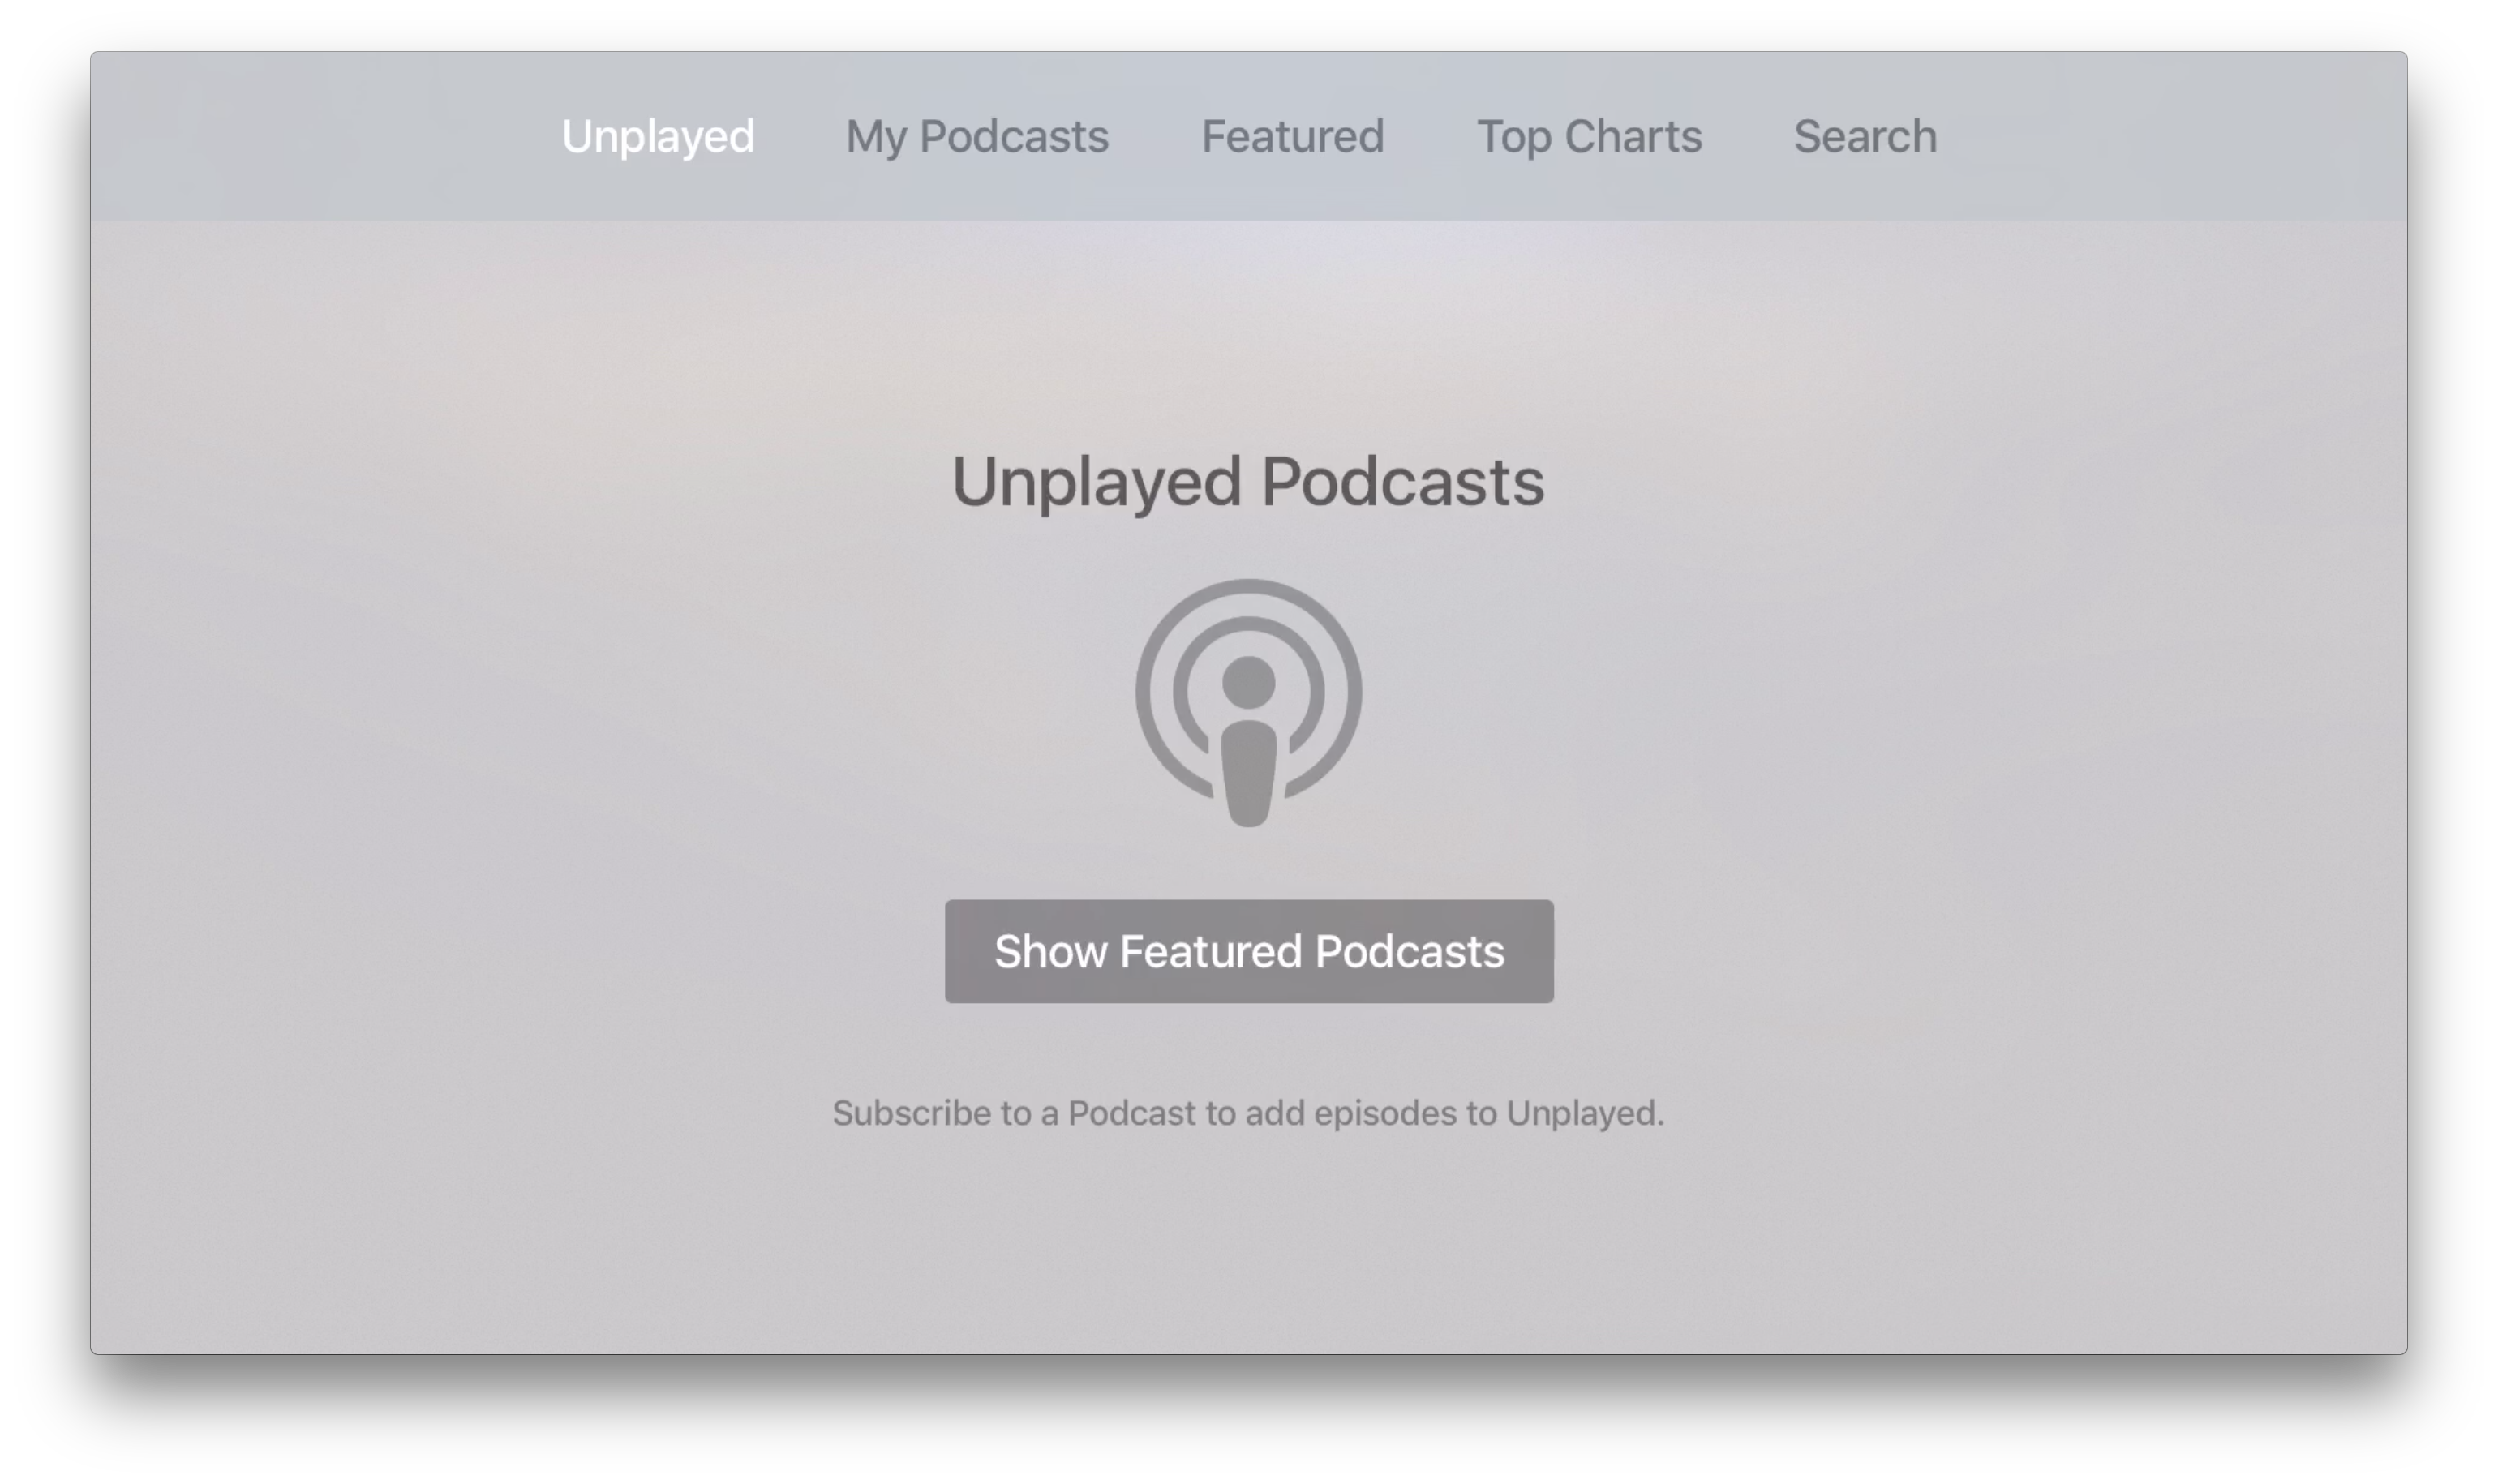 Unplayed My Podcasts Featured Top Charts Search
Unplayed Podcasts
Show Featured Podcasts
Subscribe to a Podcast to add episodes to Unplayed.